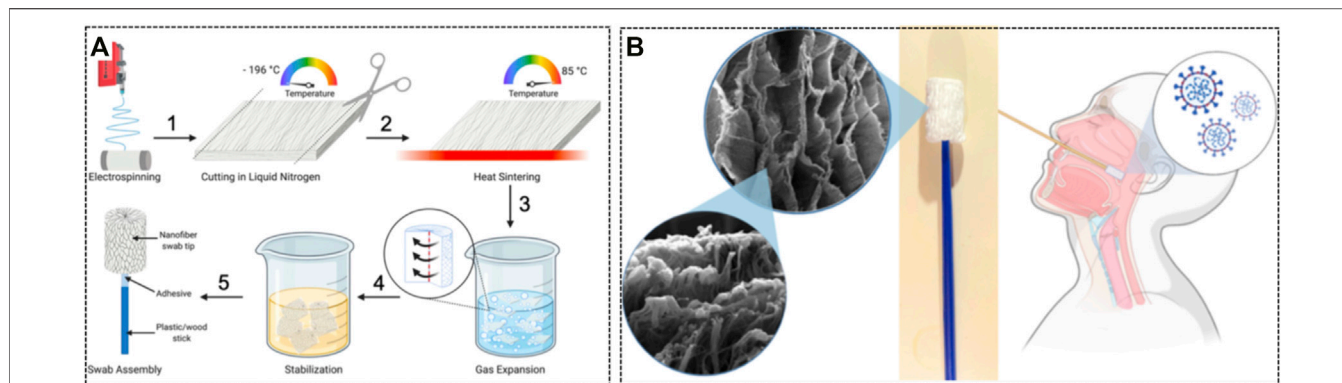 A
- 196 °C
Temperature
85 °C
Temperature
1
2
Electrospinning
Cutting in Liquid Nitrogen
Heat Sintering
3
Nanofiber
swab tip
Adhesive
Plastic/wood
stick
5
4
Swab Assembly
Stabilization
Gas Expansion
B